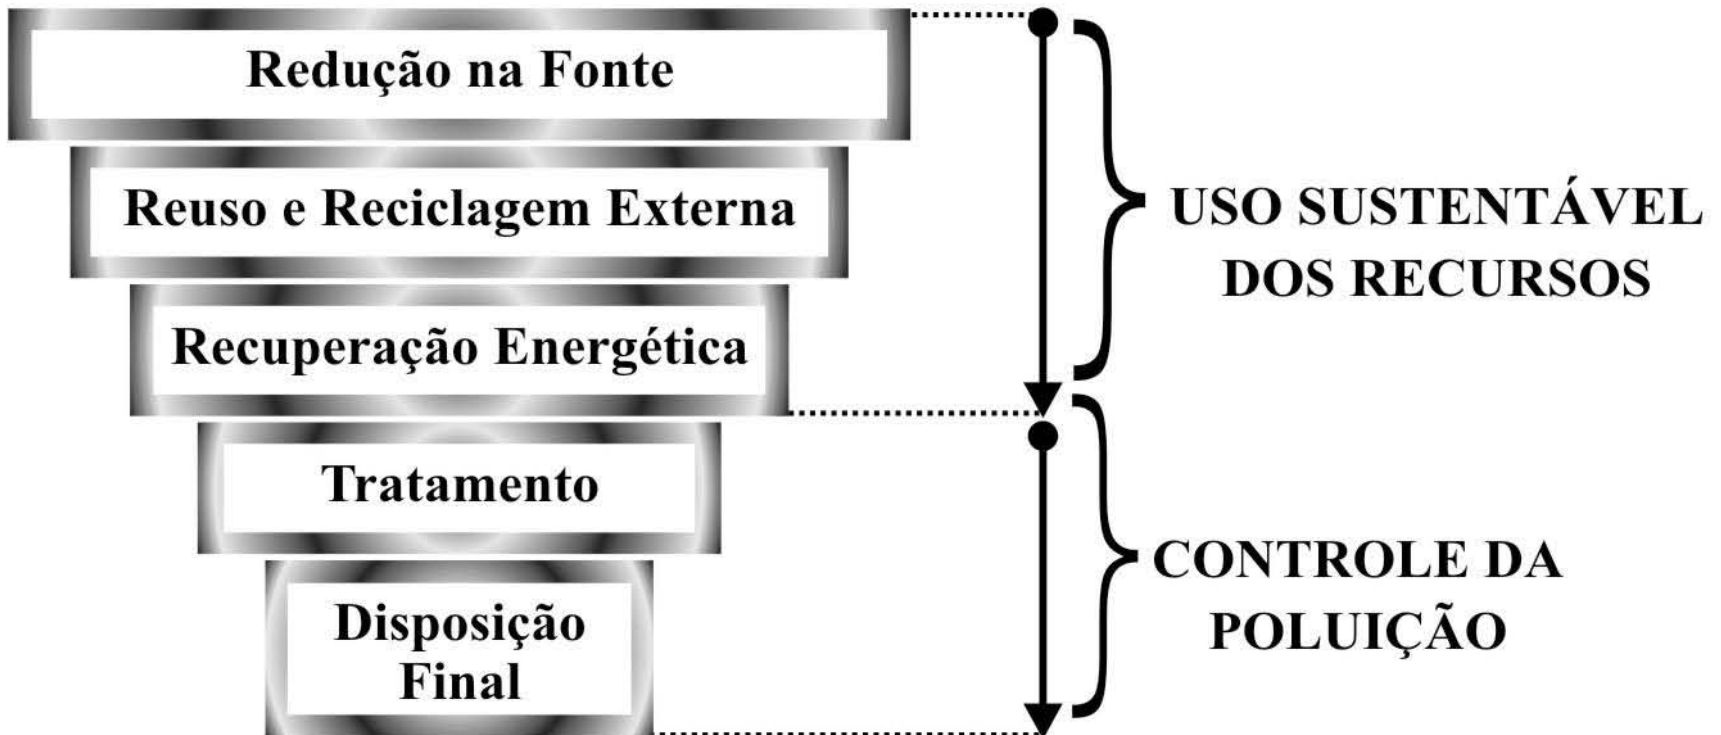 Redução na Fonte
Reuso e Reciclagem Externa
Recuperação Energética
Tratamento
Disposição
Final
USO SUSTENTÁVEL
DOS RECURSOS
CONTROLE DA
POLUIÇÃO